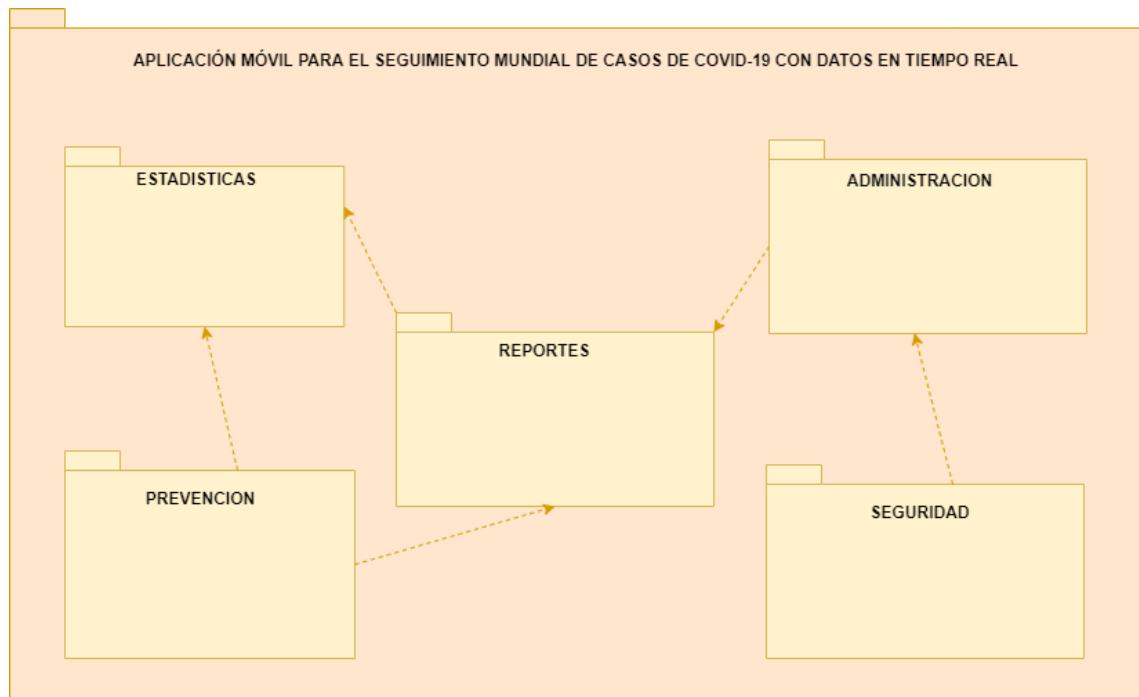 APLICACIÓN MÓVIL PARA EL SEGUIMIENTO MUNDIAL DE CASOS DE COVID-19 CON DATOS EN TIEMPO REAL
ESTADISTICAS
ADMINISTRACION
REPORTES
PREVENCION
SEGURIDAD